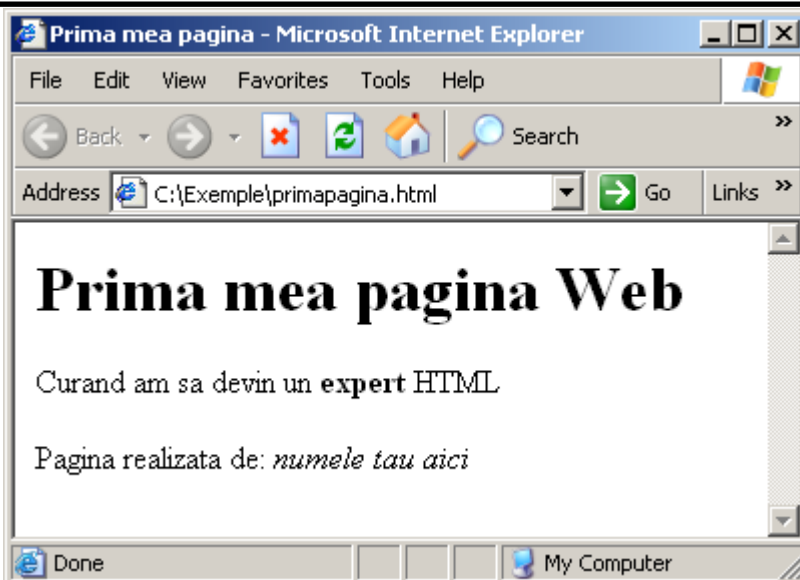 Prima mea pagina - Microsoft Internet Explorer
File Edit View Favorites Tools Help
Back Search »
Address C:\Exemple\primapagina.html Go Links »
Prima mea pagina Web
Curand am sa devin un expert HTML
Pagina realizata de: numele tau aici
Done My Computer